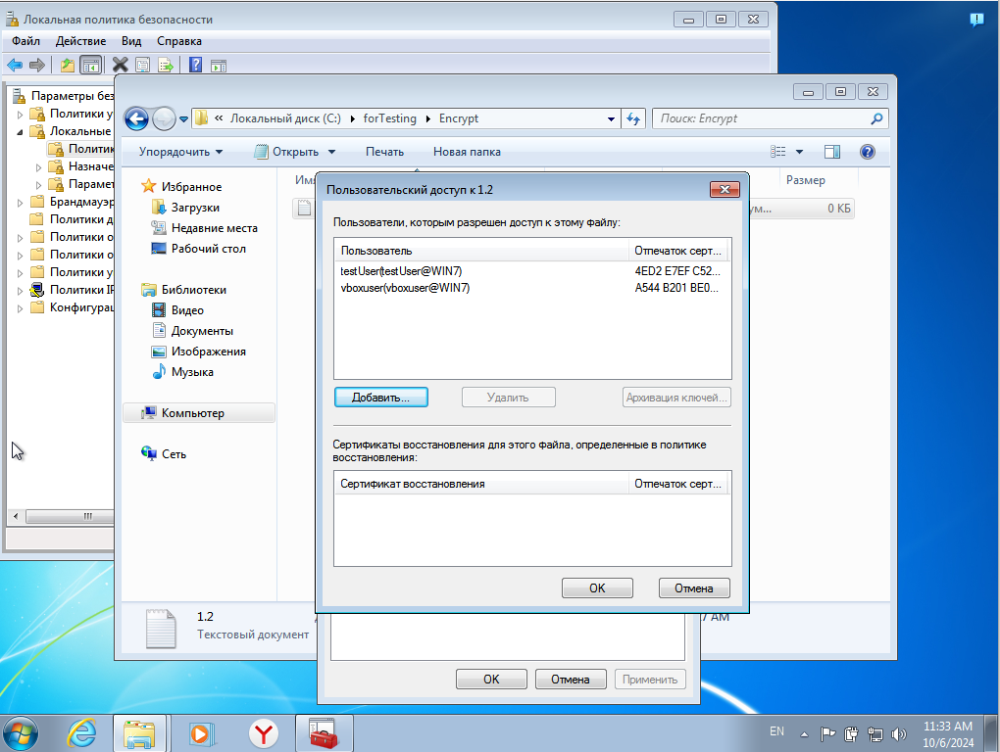 Локальная политика безопасности
Файл Действие Вид Справка
Параметры без
Политики у
Локальные
Политик
Назначе
Парамет
Брандмауэр
Политики д
Политики о
Политики о
Политики у
Политики IP
Конфигурац
« Локальный диск (C:) forTesting Encrypt
Поиск: Encrypt
Упорядочить Открыть Печать Новая папка
Избранное
Загрузки
Недавние места
Рабочий стол
Библиотеки
Видео
Документы
Изображения
Музыка
Компьютер
Сеть
Имя
Размер
ум... 0 КБ
Пользовательский доступ к 1.2
Пользователи, которым разрешен доступ к этому файлу:
Пользователь Отпечаток серт...
testUser(testUser@WIN7) 4ED2 E7EF C52...
vboxuser(vboxuser@WIN7) A544 B201 BE0...
Добавить... Удалить Архивация ключей...
Сертификаты восстановления для этого файла, определенные в политике
восстановления:
Сертификат восстановления Отпечаток серт...
OK Отмена
1.2
Текстовый документ
7 AM
OK Отмена Применить
EN
11:33 AM
10/6/2024